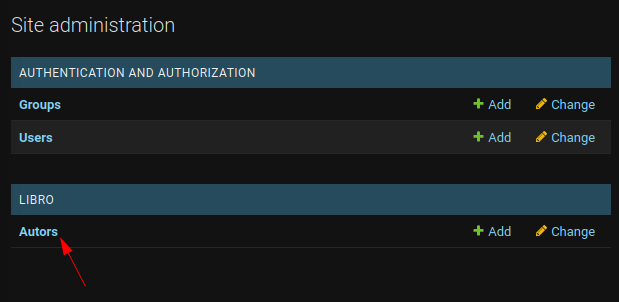 Site administration
AUTHENTICATION AND AUTHORIZATION
Groups Add Change
Users Add Change
LIBRO
Autors Add Change